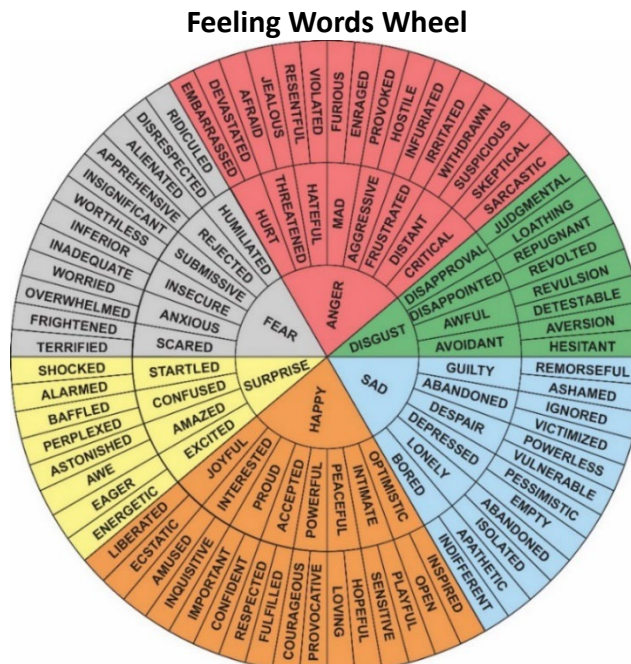 Feeling Words Wheel
EMBARRASSED
DEVASTATED
AFRAID
JEALOUS
RESENTFUL
VIOLATED
FURIOUS
ENRAGED
PROVOKED
HOSTILE
INFURIATED
IRRITATED
WITHDRAWN
SUSPICIOUS
SKEPTICAL
SARCASTIC
HURT
THREATENED
HATEFUL
MAD
AGGRESSIVE
FRUSTRATED
DISTANT
CRITICAL
ANGER
JUDGMENTAL
LOATHING
REPUGNANT
REVOLTED
REVULSION
DETESTABLE
AVERSION
HESITANT
DISAPPROVAL
DISAPPOINTED
AWFUL
AVOIDANT
DISGUST
REMORSEFUL
ASHAMED
IGNORED
VICTIMIZED
POWERLESS
VULNERABLE
PESSIMISTIC
EMPTY
ABANDONED
ISOLATED
APATHETIC
INDIFFERENT
GUILTY
ABANDONED
DESPAIR
DEPRESSED
LONELY
BORED
SAD
INSPIRED
OPEN
PLAYFUL
SENSITIVE
HOPEFUL
LOVING
PROVOCATIVE
COURAGEOUS
FULFILLED
RESPECTED
CONFIDENT
IMPORTANT
INQUISITIVE
AMUSED
ECSTATIC
LIBERATED
OPTIMISTIC
INTIMATE
PEACEFUL
POWERFUL
ACCEPTED
PROUD
INTERESTED
JOYFUL
HAPPY
ENERGETIC
EAGER
AWE
ASTONISHED
PERPLEXED
BAFFLED
ALARMED
SHOCKED
EXCITED
AMAZED
CONFUSED
STARTLED
SURPRISE
TERRIFIED
FRIGHTENED
OVERWHELMED
WORRIED
INADEQUATE
INFERIOR
WORTHLESS
INSIGNIFICANT
APPREHENSIVE
ALIENATED
DISRESPECTED
RIDICULED
SCARED
ANXIOUS
INSECURE
SUBMISSIVE
REJECTED
HUMILIATED
FEAR